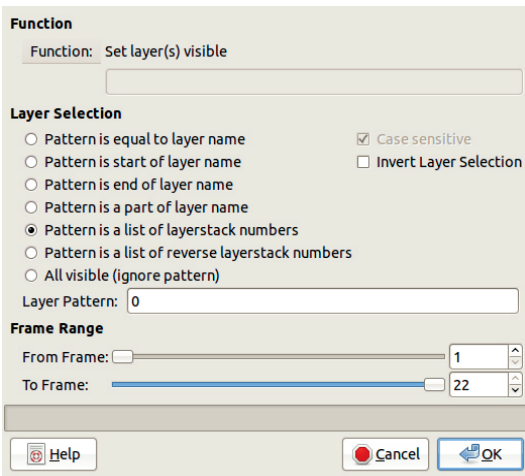 Function
Function: Set layer(s) visible
Layer Selection
Pattern is equal to layer name Case sensitive
Pattern is start of layer name Invert Layer Selection
Pattern is end of layer name
Pattern is a part of layer name
Pattern is a list of layerstack numbers
Pattern is a list of reverse layerstack numbers
All visible (ignore pattern)
Layer Pattern: 0
Frame Range
From Frame: 1
To Frame: 22
Help Cancel OK